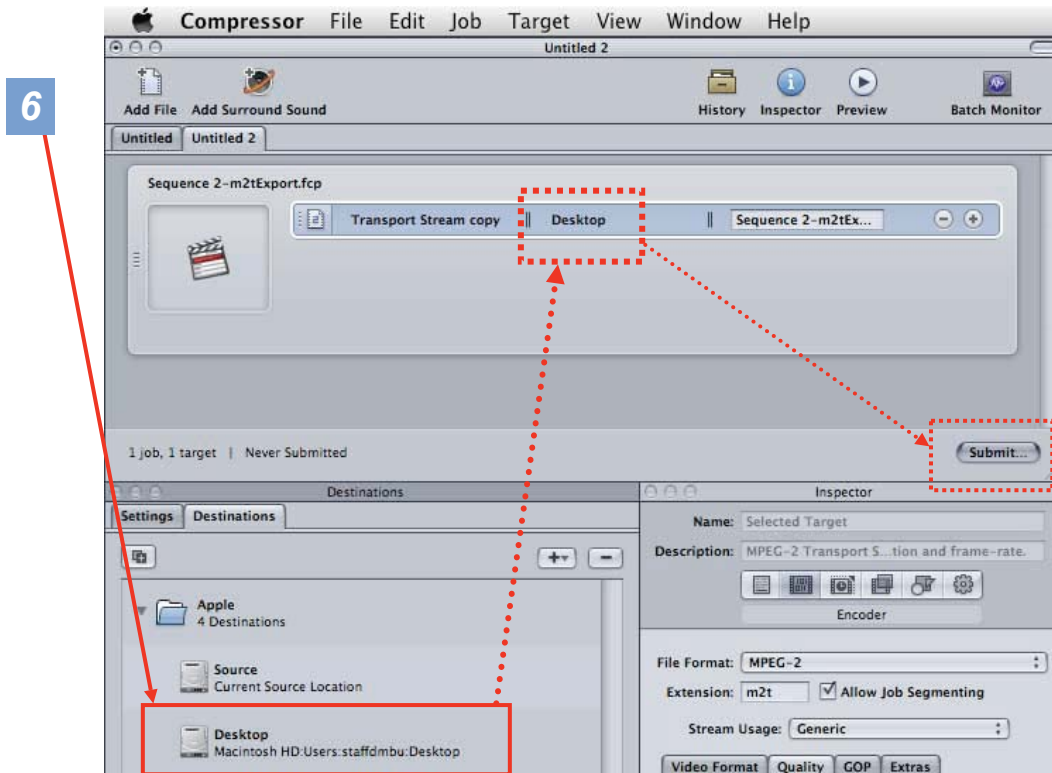 Compressor File Edit Job Target View Window Help
Untitled 2
6
Add File Add Surround Sound History Inspector Preview Batch Monitor
Untitled Untitled 2
Sequence 2-m2tExport.fcp
Transport Stream copy Desktop Sequence 2-m2tEx...
1 job, 1 target | Never Submitted Submit...
Destinations
Settings Destinations
Apple
4 Destinations
Source
Current Source Location
Desktop
Macintosh HD:Users:staffdmbu:Desktop
Inspector
Name: Selected Target
Description: MPEG-2 Transport S...tion and frame-rate.
Encoder
File Format: MPEG-2
Extension: m2t Allow Job Segmenting
Stream Usage: Generic
Video Format Quality GOP Extras